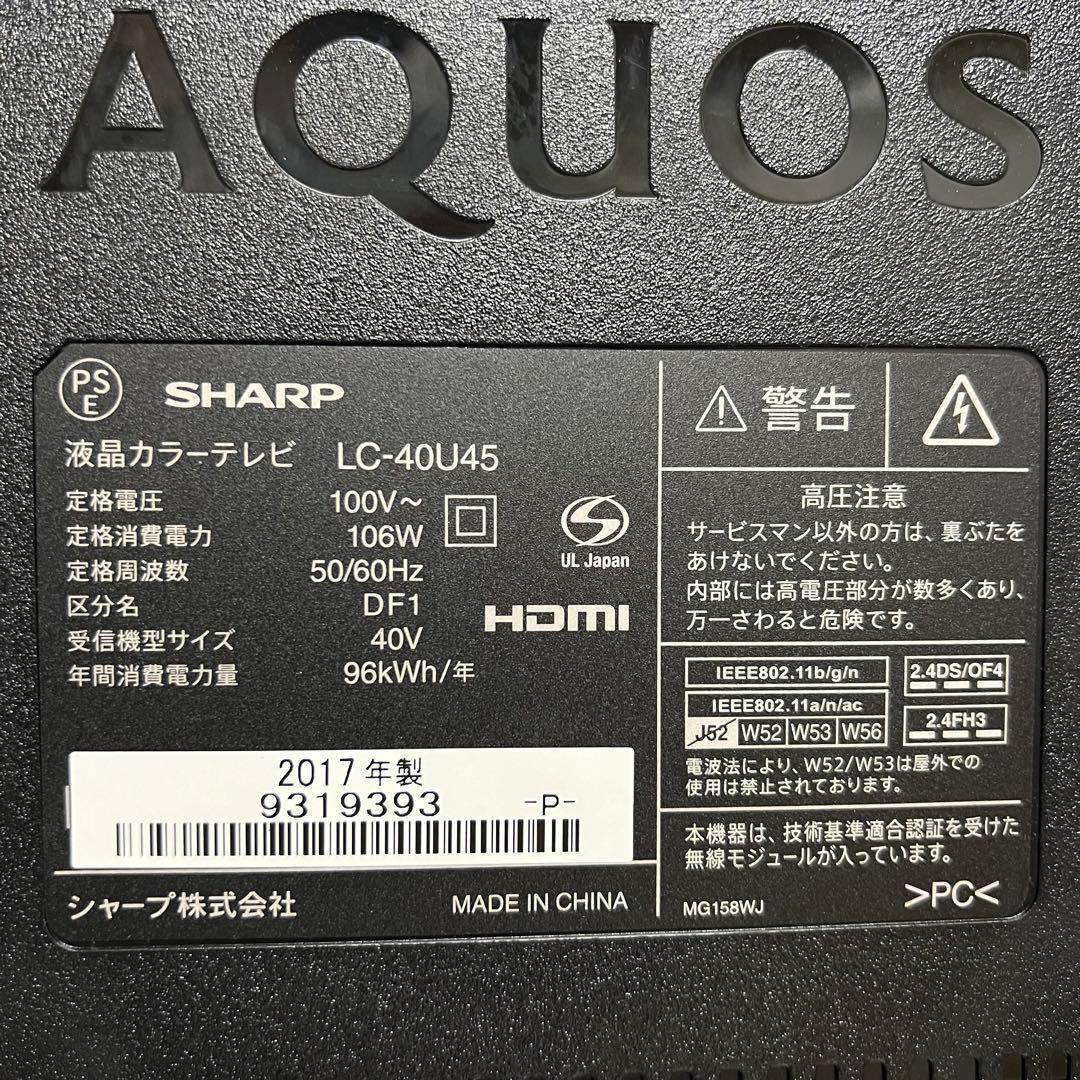 AQUOS
PS
E
SHARP
液晶カラーテレビ LC-40U45
定格電圧 100V～
定格消費電力 106W
定格周波数 50/60Hz
区分名 DF1
受信機型サイズ 40V
年間消費電力量 96kWh/年
UL Japan
HDMI
2017年製
9319393 -P-
シャープ株式会社 MADE IN CHINA
警告
高圧注意
サービスマン以外の方は、裏ぶたを
あけないでください。
内部には高電圧部分が数多くあり、
万一さわると危険です。
IEEE802.11b/g/n
IEEE802.11a/n/ac
J52 W52 W53 W56
2.4DS/OF4
2.4FH3
電波法により、W52/W53は屋外での
使用は禁止されております。
本機器は、技術基準適合認証を受けた
無線モジュールが入っています。
MG158WJ >PC<